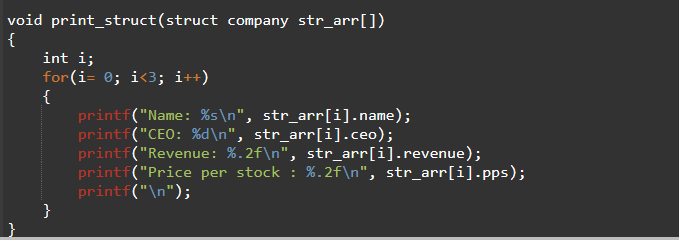 void print_struct(struct company str_arr[])
{
    int i;
    for(i= 0; i<3; i++)
    {
        printf("Name: %s\n", str_arr[i].name);
        printf("CEO: %d\n", str_arr[i].ceo);
        printf("Revenue: %.2f\n", str_arr[i].revenue);
        printf("Price per stock : %.2f\n", str_arr[i].pps);
        printf("\n");
    }
}